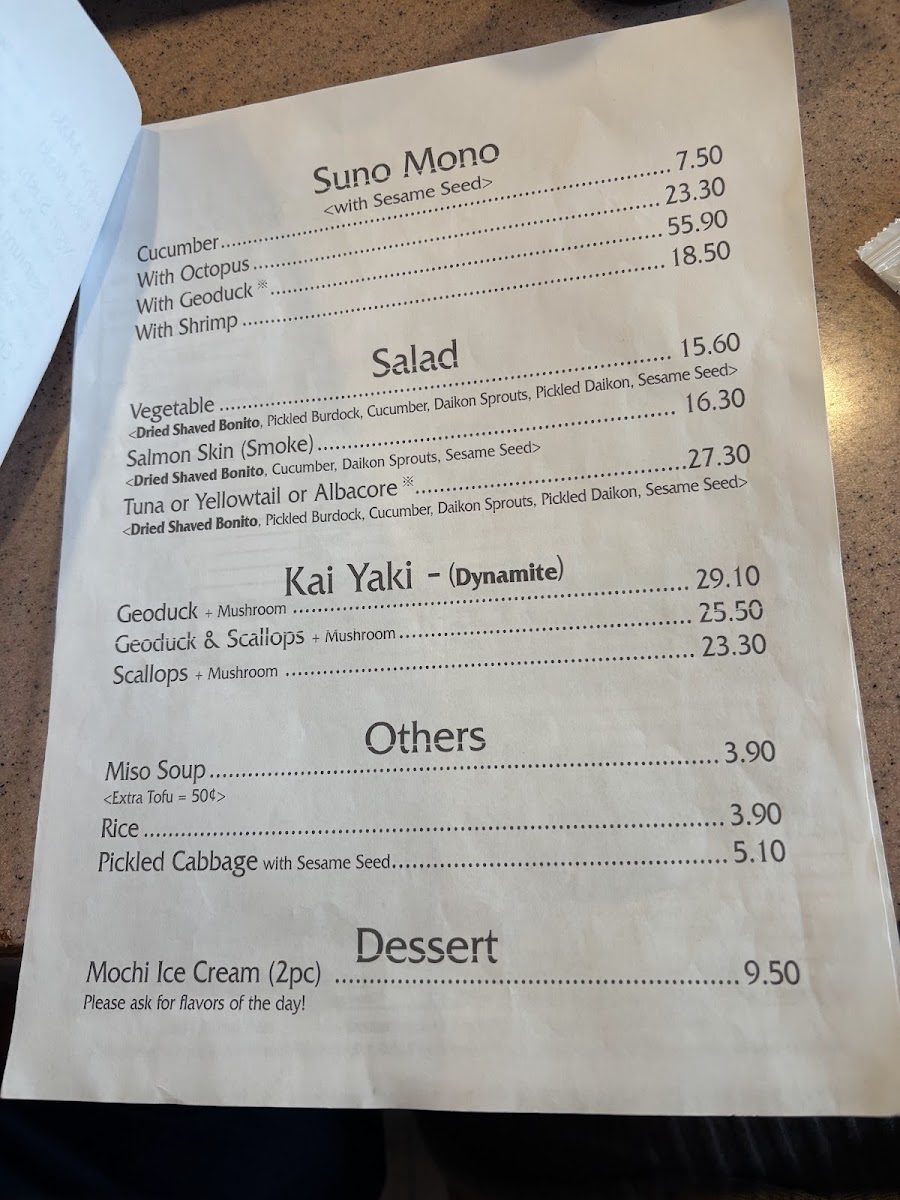 Suno Mono
<with Sesame Seed>
Cucumber 7.50
With Octopus 23.30
With Geoduck ※ 55.90
With Shrimp 18.50
Salad
Vegetable 15.60
<Dried Shaved Bonito, Pickled Burdock, Cucumber, Daikon Sprouts, Pickled Daikon, Sesame Seed>
Salmon Skin (Smoke) 16.30
<Dried Shaved Bonito, Cucumber, Daikon Sprouts, Sesame Seed>
Tuna or Yellowtail or Albacore ※ 27.30
<Dried Shaved Bonito, Pickled Burdock, Cucumber, Daikon Sprouts, Pickled Daikon, Sesame Seed>
Kai Yaki - (Dynamite)
Geoduck + Mushroom 29.10
Geoduck & Scallops + Mushroom 25.50
Scallops + Mushroom 23.30
Others
Miso Soup 3.90
<Extra Tofu = 50¢>
Rice 3.90
Pickled Cabbage with Sesame Seed 5.10
Dessert
Mochi Ice Cream (2pc) 9.50
Please ask for flavors of the day!